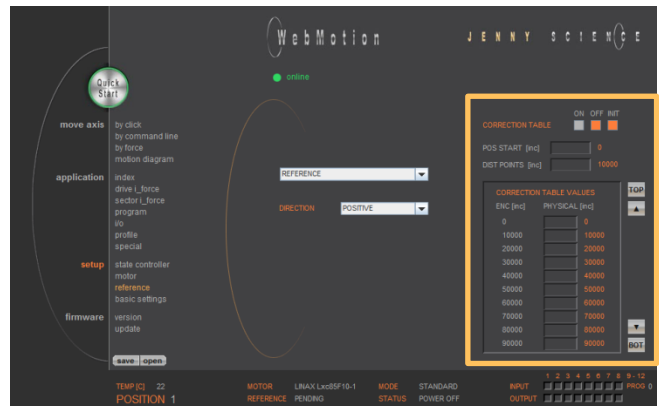 WebMotion
JENNY SCIENCE
Quick
Start
online
move axis
by click
by command line
by force
motion diagram
application
index
drive i_force
sector i_force
program
i/o
profile
special
setup
state controller
motor
reference
basic settings
firmware
version
update
save open
REFERENCE
DIRECTION POSITIVE
ON OFF INIT
CORRECTION TABLE
POS START [inc] 0
DIST POINTS [inc] 10000
CORRECTION TABLE VALUES
TOP
ENC [inc] PHYSICAL [inc]
0 0
10000 10000
20000 20000
30000 30000
40000 40000
50000 50000
60000 60000
70000 70000
80000 80000
90000 90000
BOT
TEMP [C] 22 MOTOR LINAX Lxc85F10-1 MODE STANDARD INPUT 1 2 3 4 5 6 7 8 9-12 PROG 0
POSITION 1 REFERENCE PENDING STATUS POWER OFF OUTPUT